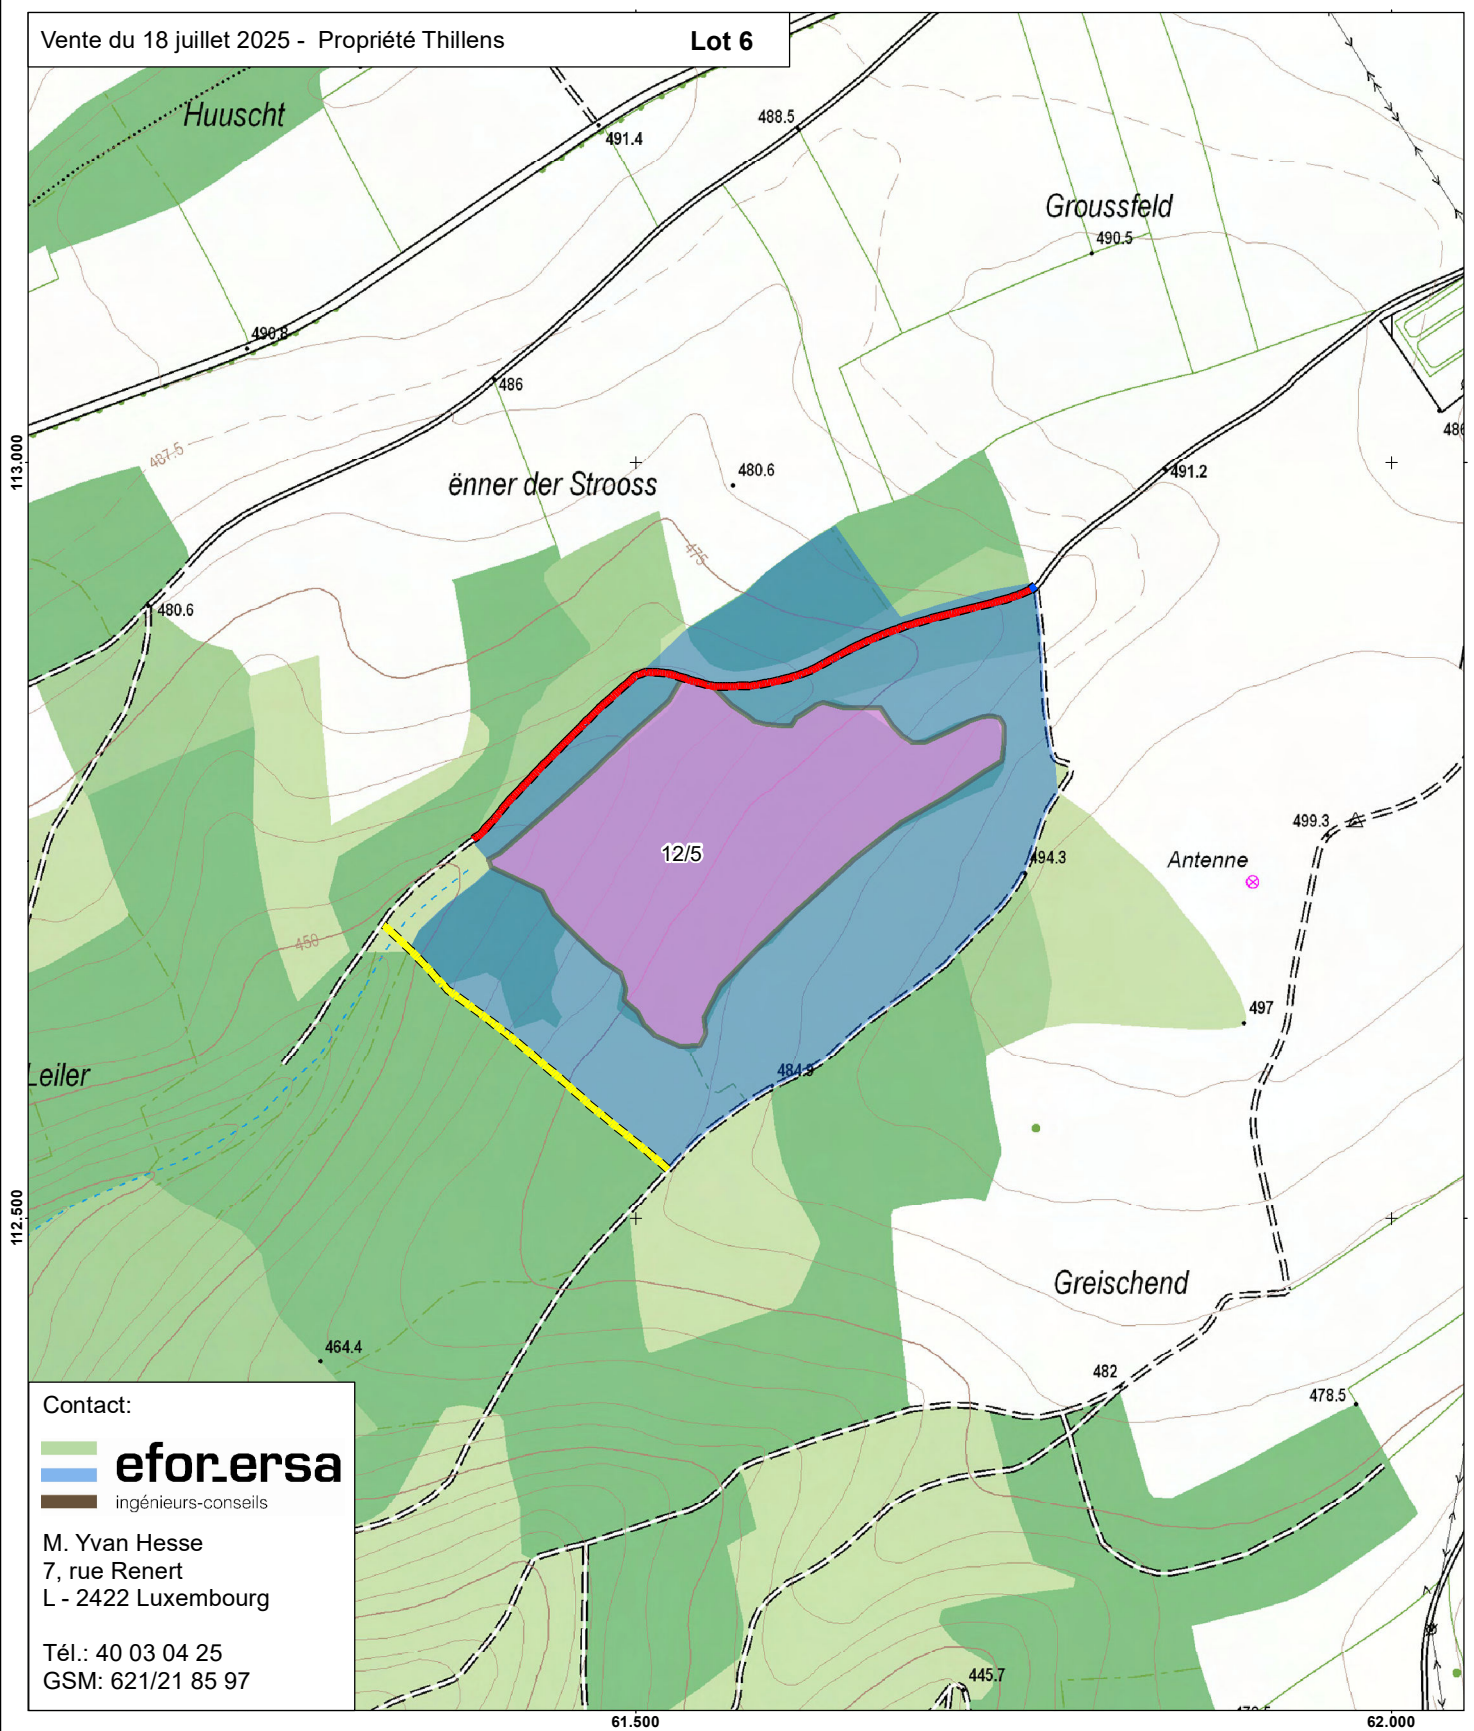 Vente du 18 juillet 2025 -  Propriété Thillens
Lot 6
Huuscht
491.4
488.5
Groussfeld
490.5
490.8
486
487.5
113.000
ënner der Strooss
480.6
491.2
475
480.6
12/5
499.3
Antenne
494.3
450
497
Leiler
484.9
112.500
Greischend
464.4
482
478.5
Contact:
efor_ersa
ingénieurs-conseils
M. Yvan Hesse
7, rue Renert
L - 2422 Luxembourg
Tél.: 40 03 04 25
GSM: 621/21 85 97
445.7
61.500
62.000